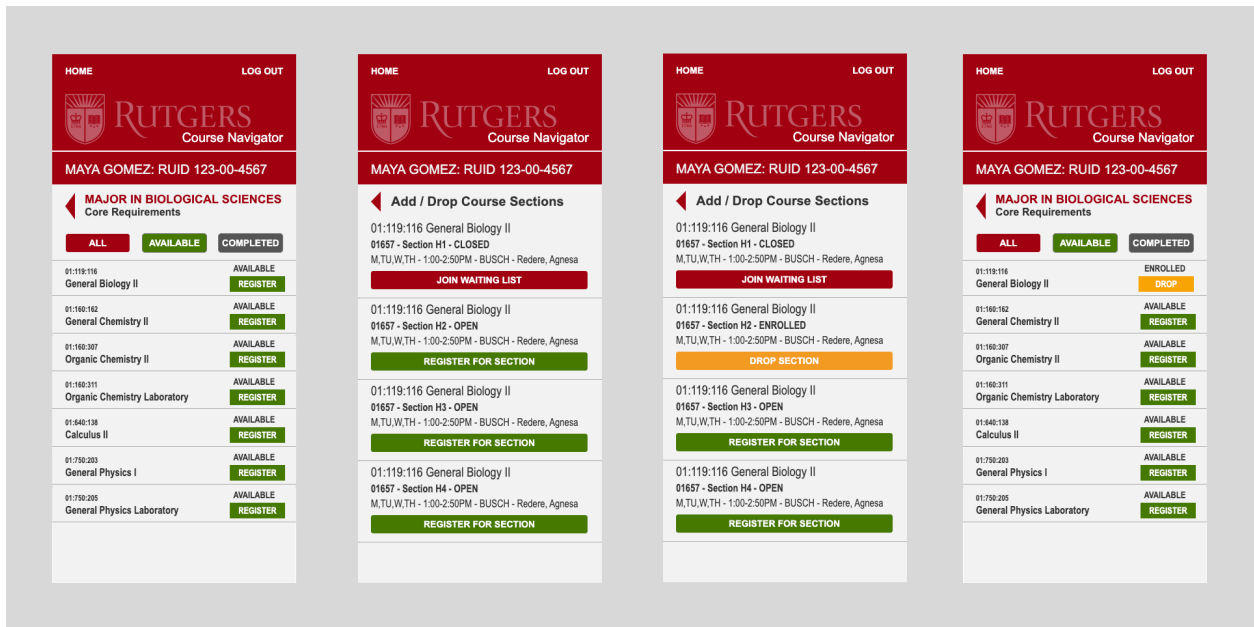 HOME LOG OUT
RUTGERS
Course Navigator
MAYA GOMEZ: RUID 123-00-4567
MAJOR IN BIOLOGICAL SCIENCES
Core Requirements
ALL AVAILABLE COMPLETED
01:119:116 AVAILABLE
General Biology II REGISTER
01:160:162 AVAILABLE
General Chemistry II REGISTER
01:160:307 AVAILABLE
Organic Chemistry II REGISTER
01:160:311 AVAILABLE
Organic Chemistry Laboratory REGISTER
01:640:138 AVAILABLE
Calculus II REGISTER
01:750:203 AVAILABLE
General Physics I REGISTER
01:750:205 AVAILABLE
General Physics Laboratory REGISTER
HOME LOG OUT
RUTGERS
Course Navigator
MAYA GOMEZ: RUID 123-00-4567
Add / Drop Course Sections
01:119:116 General Biology II
01657 - Section H1 - CLOSED
M,TU,W,TH - 1:00-2:50PM - BUSCH - Redere, Agnesa
JOIN WAITING LIST
01:119:116 General Biology II
01657 - Section H2 - OPEN
M,TU,W,TH - 1:00-2:50PM - BUSCH - Redere, Agnesa
REGISTER FOR SECTION
01:119:116 General Biology II
01657 - Section H3 - OPEN
M,TU,W,TH - 1:00-2:50PM - BUSCH - Redere, Agnesa
REGISTER FOR SECTION
01:119:116 General Biology II
01657 - Section H4 - OPEN
M,TU,W,TH - 1:00-2:50PM - BUSCH - Redere, Agnesa
REGISTER FOR SECTION
HOME LOG OUT
RUTGERS
Course Navigator
MAYA GOMEZ: RUID 123-00-4567
Add / Drop Course Sections
01:119:116 General Biology II
01657 - Section H1 - CLOSED
M,TU,W,TH - 1:00-2:50PM - BUSCH - Redere, Agnesa
JOIN WAITING LIST
01:119:116 General Biology II
01657 - Section H2 - ENROLLED
M,TU,W,TH - 1:00-2:50PM - BUSCH - Redere, Agnesa
DROP SECTION
01:119:116 General Biology II
01657 - Section H3 - OPEN
M,TU,W,TH - 1:00-2:50PM - BUSCH - Redere, Agnesa
REGISTER FOR SECTION
01:119:116 General Biology II
01657 - Section H4 - OPEN
M,TU,W,TH - 1:00-2:50PM - BUSCH - Redere, Agnesa
REGISTER FOR SECTION
HOME LOG OUT
RUTGERS
Course Navigator
MAYA GOMEZ: RUID 123-00-4567
MAJOR IN BIOLOGICAL SCIENCES
Core Requirements
ALL AVAILABLE COMPLETED
01:119:116 ENROLLED
General Biology II DROP
01:160:162 AVAILABLE
General Chemistry II REGISTER
01:160:307 AVAILABLE
Organic Chemistry II REGISTER
01:160:311 AVAILABLE
Organic Chemistry Laboratory REGISTER
01:640:138 AVAILABLE
Calculus II REGISTER
01:750:203 AVAILABLE
General Physics I REGISTER
01:750:205 AVAILABLE
General Physics Laboratory REGISTER